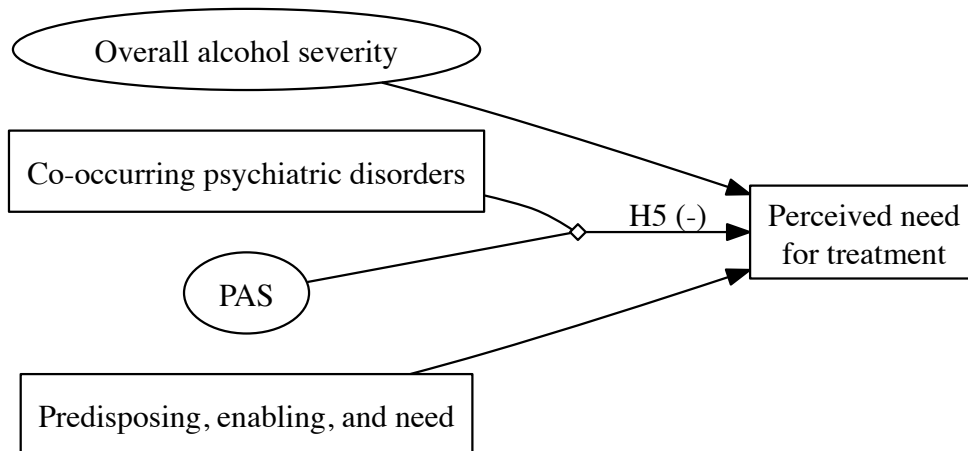 Overall alcohol severity
Co-occurring psychiatric disorders
H5 (-)
Perceived need
for treatment
PAS
Predisposing, enabling, and need